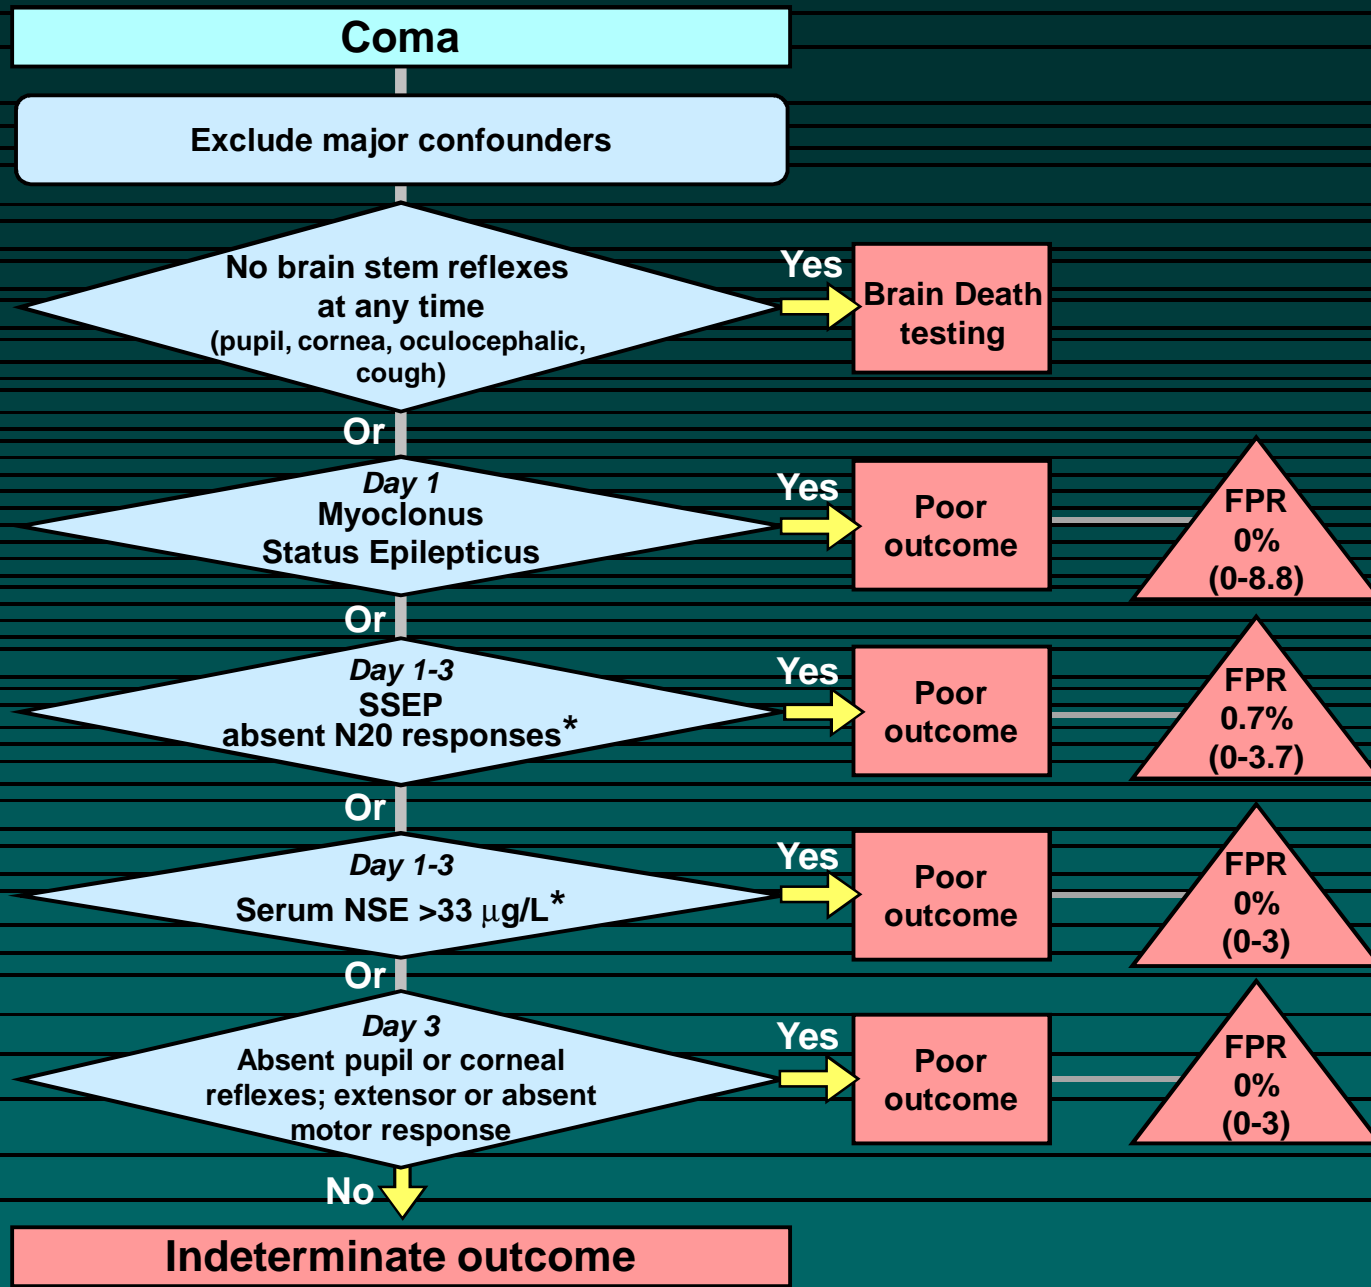 Coma
Exclude major confounders
No brain stem reflexes
at any time
(pupil, cornea, oculocephalic,
cough)
Yes
Brain Death
testing
Or
Day 1
Myoclonus
Status Epilepticus
Yes
Poor
outcome
FPR
0%
(0-8.8)
Or
Day 1-3
SSEP
absent N20 responses*
Yes
Poor
outcome
FPR
0.7%
(0-3.7)
Or
Day 1-3
Serum NSE >33 μg/L*
Yes
Poor
outcome
FPR
0%
(0-3)
Or
Day 3
Absent pupil or corneal
reflexes; extensor or absent
motor response
Yes
Poor
outcome
FPR
0%
(0-3)
No
Indeterminate outcome